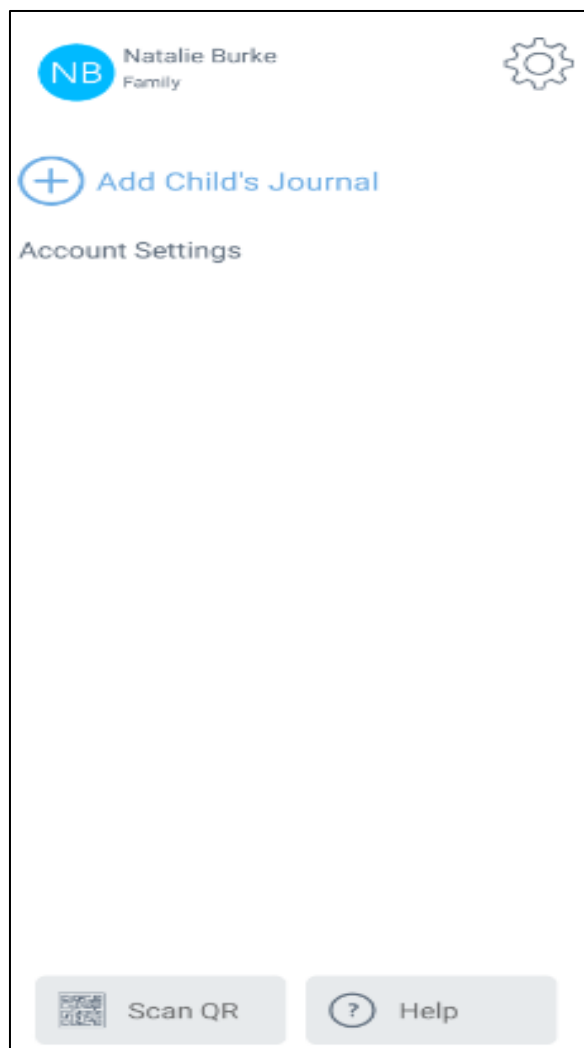 NB
Natalie Burke
Family
Add Child's Journal
Account Settings
Scan QR
? Help